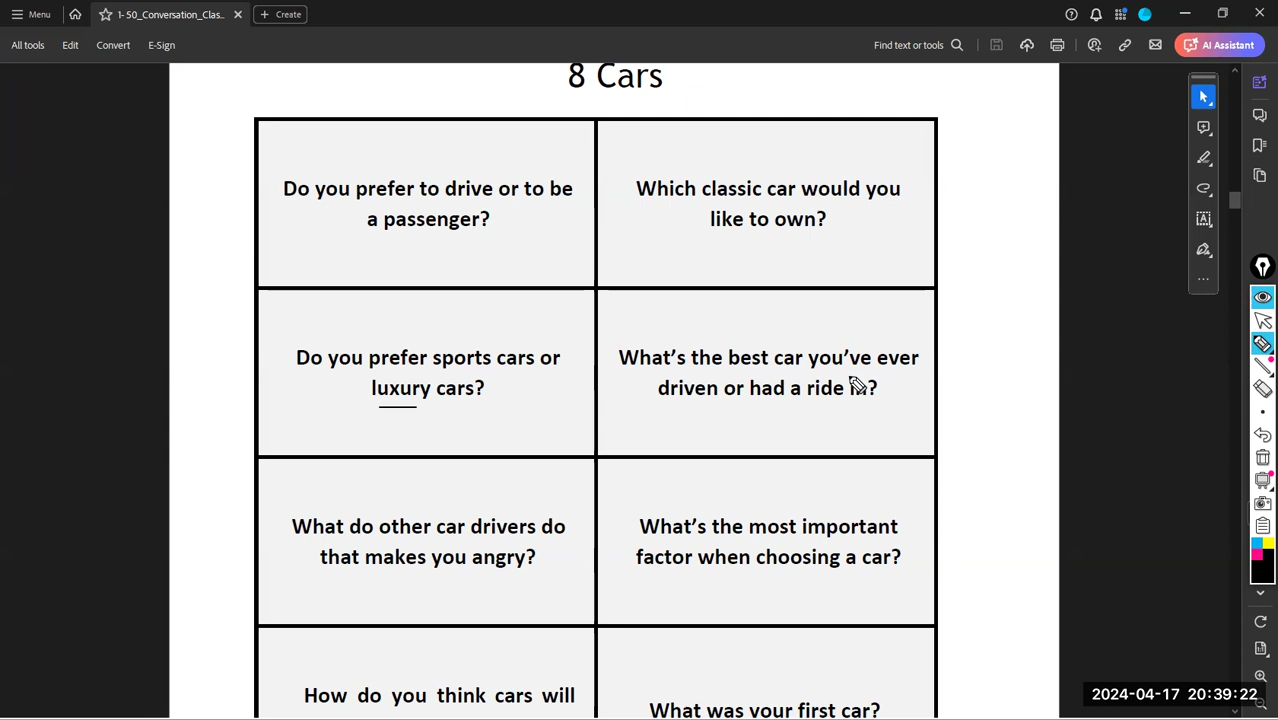 Menu
1- 50_Conversation_Clas...
Create
All tools
Edit
Convert
E-Sign
Find text or tools
AI Assistant
8 Cars
Do you prefer to drive or to be
a passenger?
Which classic car would you
like to own?
Do you prefer sports cars or
luxury cars?
What's the best car you've ever
driven or had a ride in?
What do other car drivers do
that makes you angry?
What's the most important
factor when choosing a car?
How do you think cars will
What was your first car?
2024-04-17 20:39:22